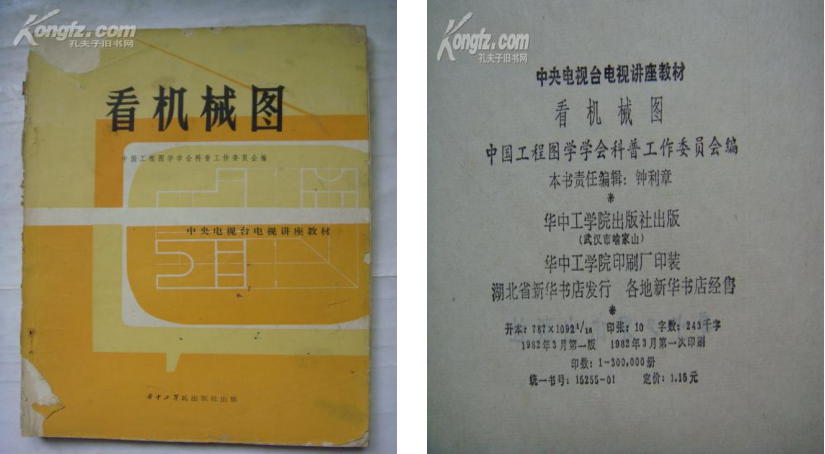 Kongfz.com
孔夫子旧书网
看机械图
中国工程图学学会科普工作委员会编
中央电视台电视讲座教材
华中工学院出版社出版
Kongfz.com
孔夫子旧书网
中央电视台电视讲座教材
看机械图
中国工程图学学会科普工作委员会编
本书责任编辑：钟利章
*
华中工学院出版社出版
(武汉市喻家山)
华中工学院印刷厂印装
湖北省新华书店发行 各地新华书店经售
*
开本：787×1092 1/16 印张：10 字数：243千字
1982年3月第一版 1982年3月第一次印刷
印数：1-300,000册
统一书号：15255-01 定价：1.15元